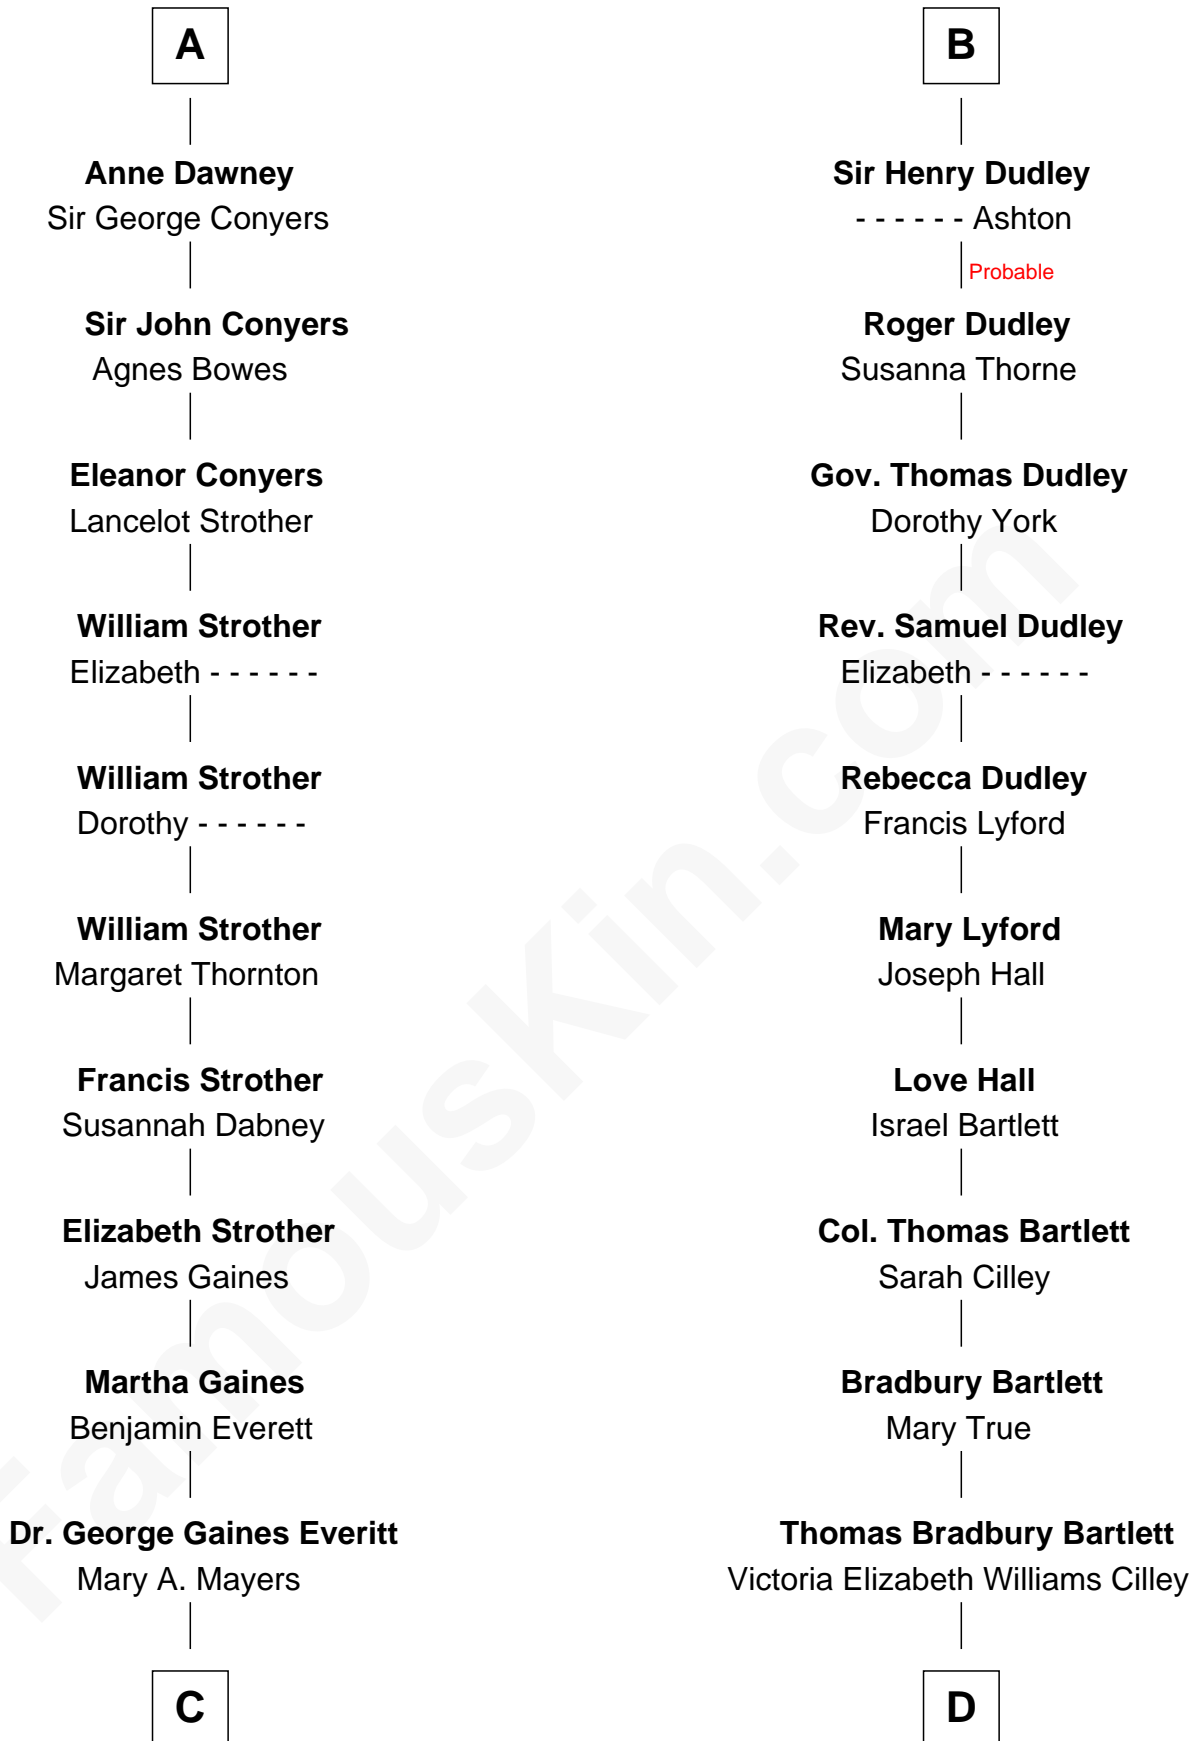 A
Anne Dawney
Sir George Conyers
Sir John Conyers
Agnes Bowes
Eleanor Conyers
Lancelot Strother
William Strother
Elizabeth - - - - - -
William Strother
Dorothy - - - - - -
William Strother
Margaret Thornton
Francis Strother
Susannah Dabney
Elizabeth Strother
James Gaines
Martha Gaines
Benjamin Everett
Dr. George Gaines Everitt
Mary A. Mayers
C
B
Sir Henry Dudley
- - - - - - Ashton
Probable
Roger Dudley
Susanna Thorne
Gov. Thomas Dudley
Dorothy York
Rev. Samuel Dudley
Elizabeth - - - - - -
Rebecca Dudley
Francis Lyford
Mary Lyford
Joseph Hall
Love Hall
Israel Bartlett
Col. Thomas Bartlett
Sarah Cilley
Bradbury Bartlett
Mary True
Thomas Bradbury Bartlett
Victoria Elizabeth Williams Cilley
D
FamousKin.com